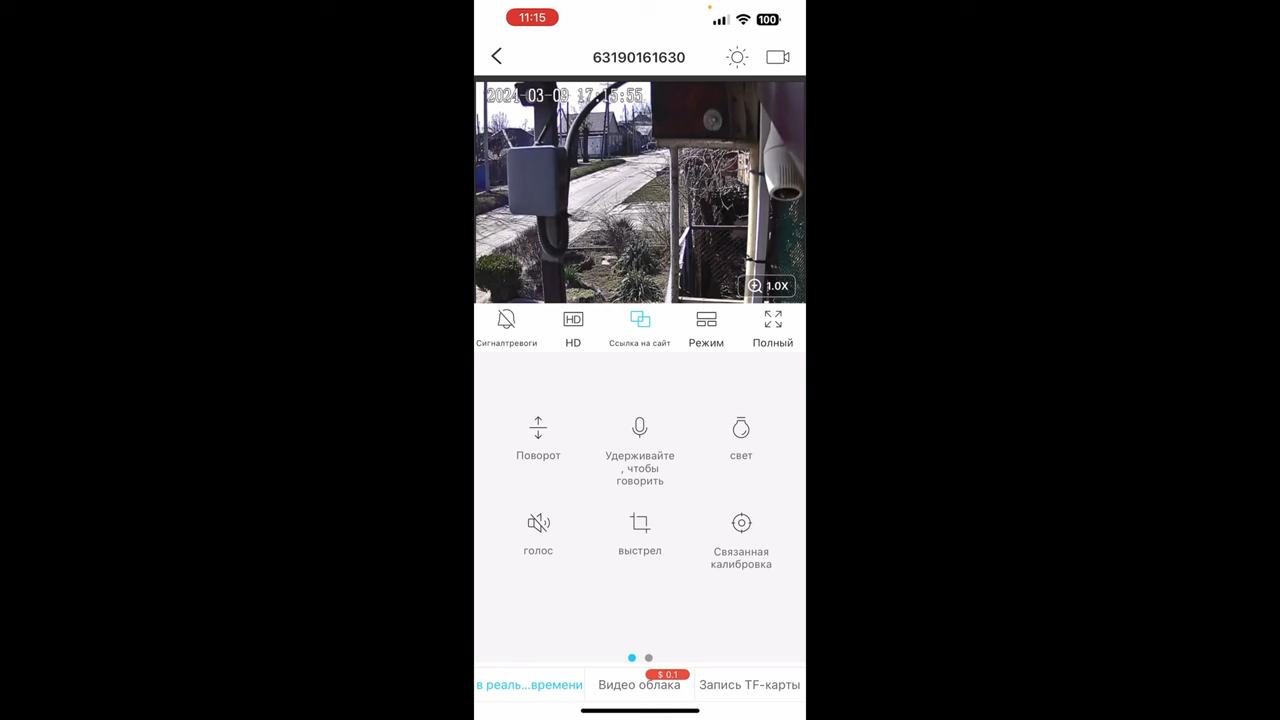 11:15
100
63190161630
2024-03-09 17:15:55
1.0X
Сигналтревоги
HD
HD
Ссылка на сайт
Режим
Полный
Поворот
Удерживайте
, чтобы
говорить
свет
голос
выстрел
Связанная
калибровка
$ 0.1
в реаль...времени
Видео облака
Запись TF-карты